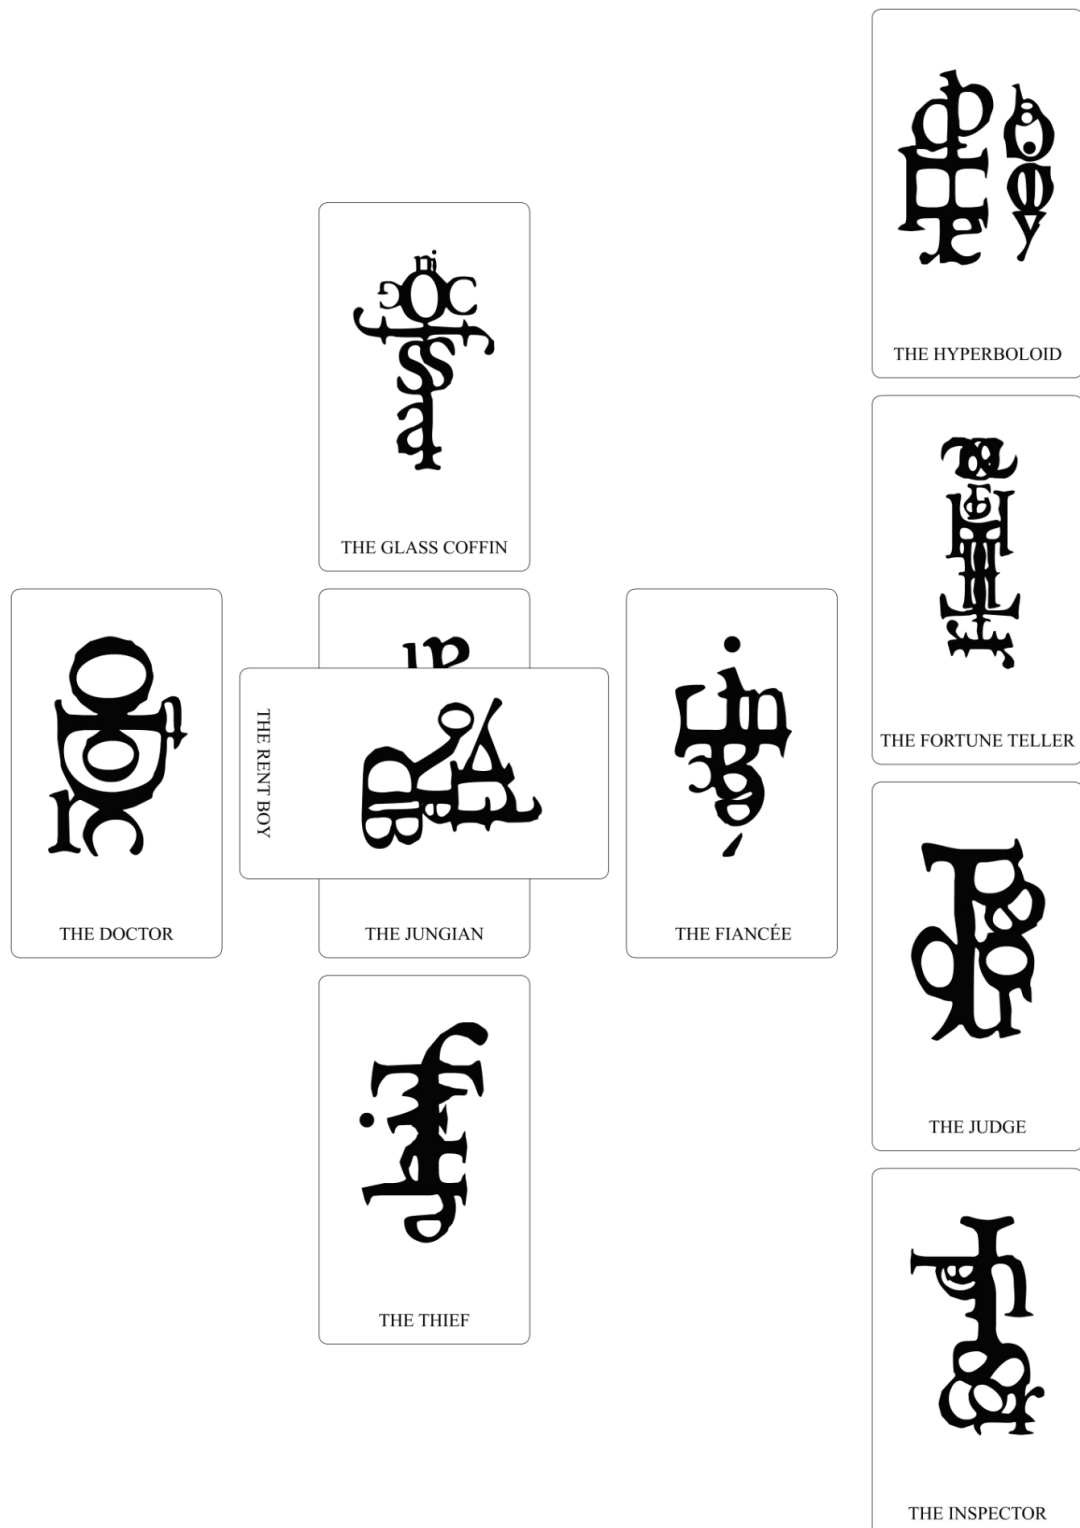 THE HYPERBOLOID
THE GLASS COFFIN
THE FORTUNE TELLER
THE RENT BOY
THE DOCTOR
THE JUNGIAN
THE FIANCÉE
THE JUDGE
THE THIEF
THE INSPECTOR